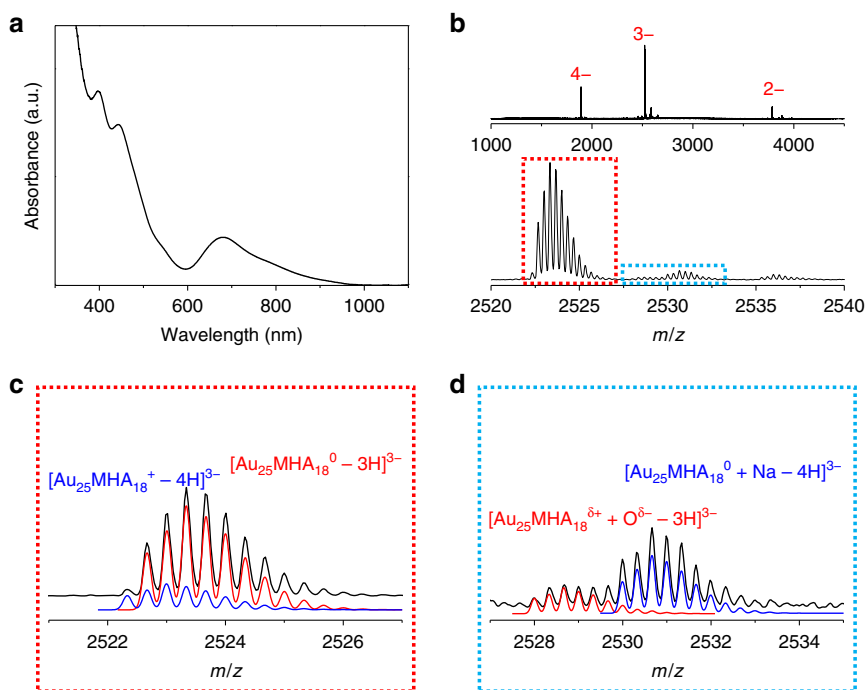 a
Absorbance (a.u.)
400 600 800 1000
Wavelength (nm)
b
4–
3–
2–
1000 2000 3000 4000
2520 2525 2530 2535 2540
m/z
c
[Au25MHA18⁰ – 3H]³⁻
[Au25MHA18⁺ – 4H]³⁻
2522 2524 2526
m/z
d
[Au25MHA18⁰ + Na – 4H]³⁻
[Au25MHA18^δ+ + O^δ– – 3H]³⁻
2528 2530 2532 2534
m/z